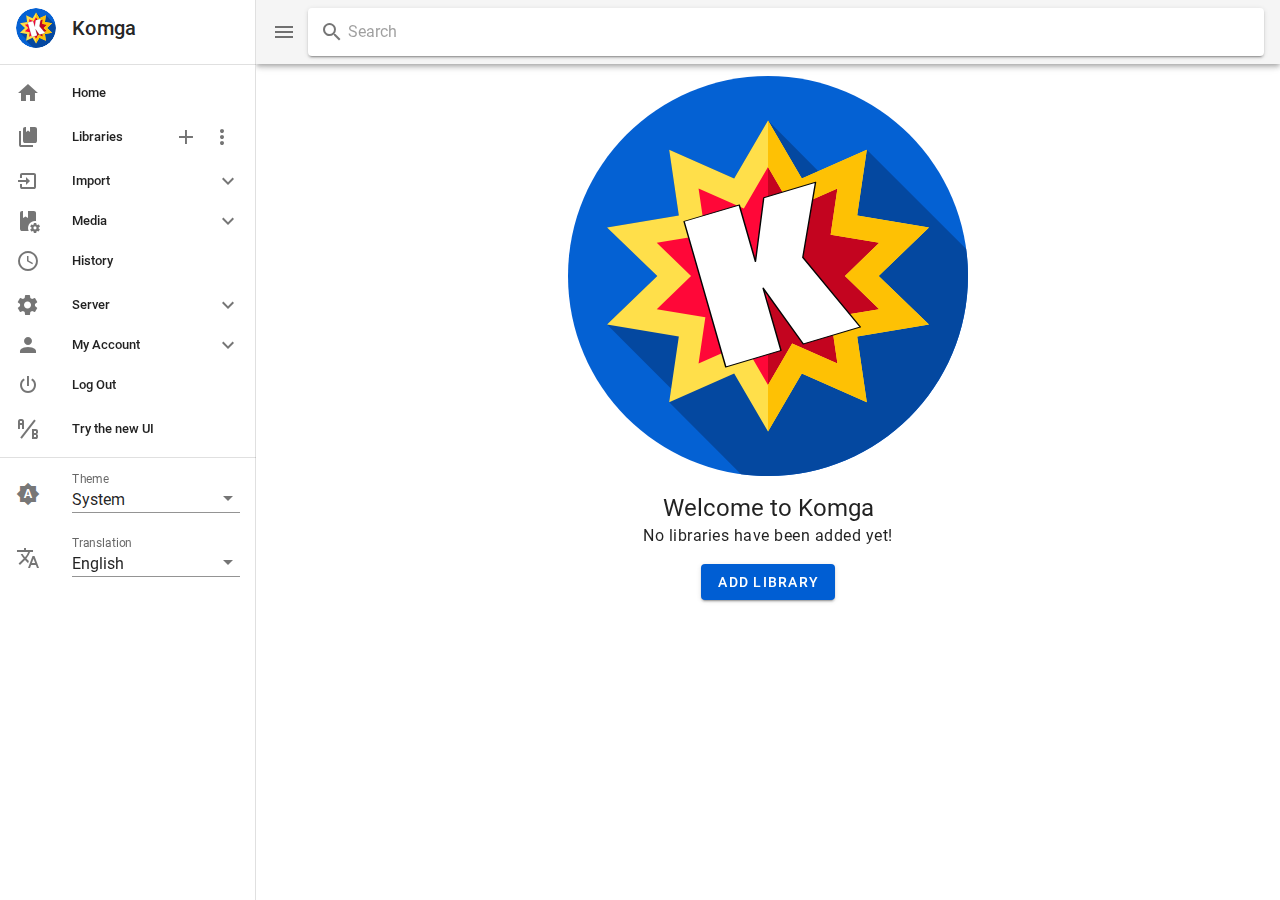 Komga
Search
Home
Libraries
Import
Media
History
Server
My Account
Log Out
Try the new UI
Theme
System
Translation
English
K
Welcome to Komga
No libraries have been added yet!
ADD LIBRARY